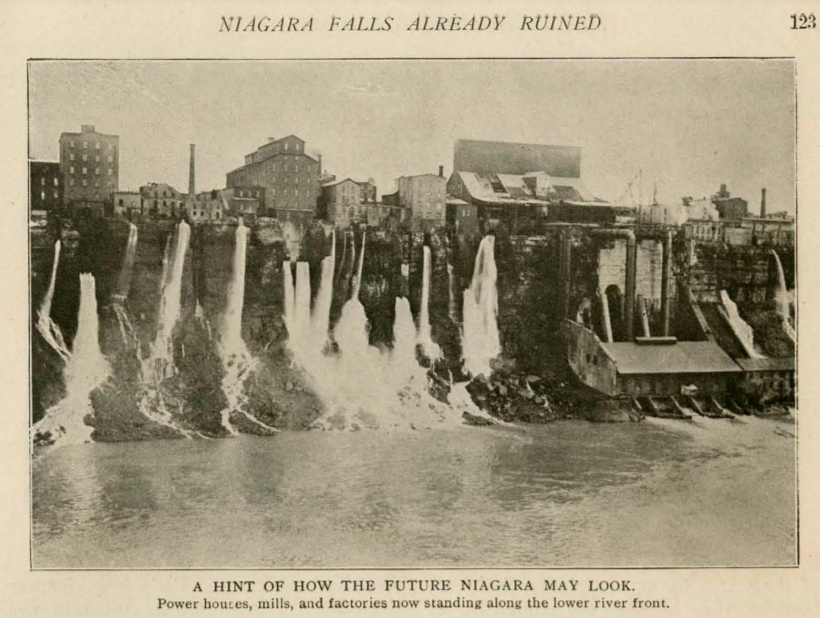 NIAGARA FALLS ALREADY RUINED 123
A HINT OF HOW THE FUTURE NIAGARA MAY LOOK.
Power houses, mills, and factories now standing along the lower river front.